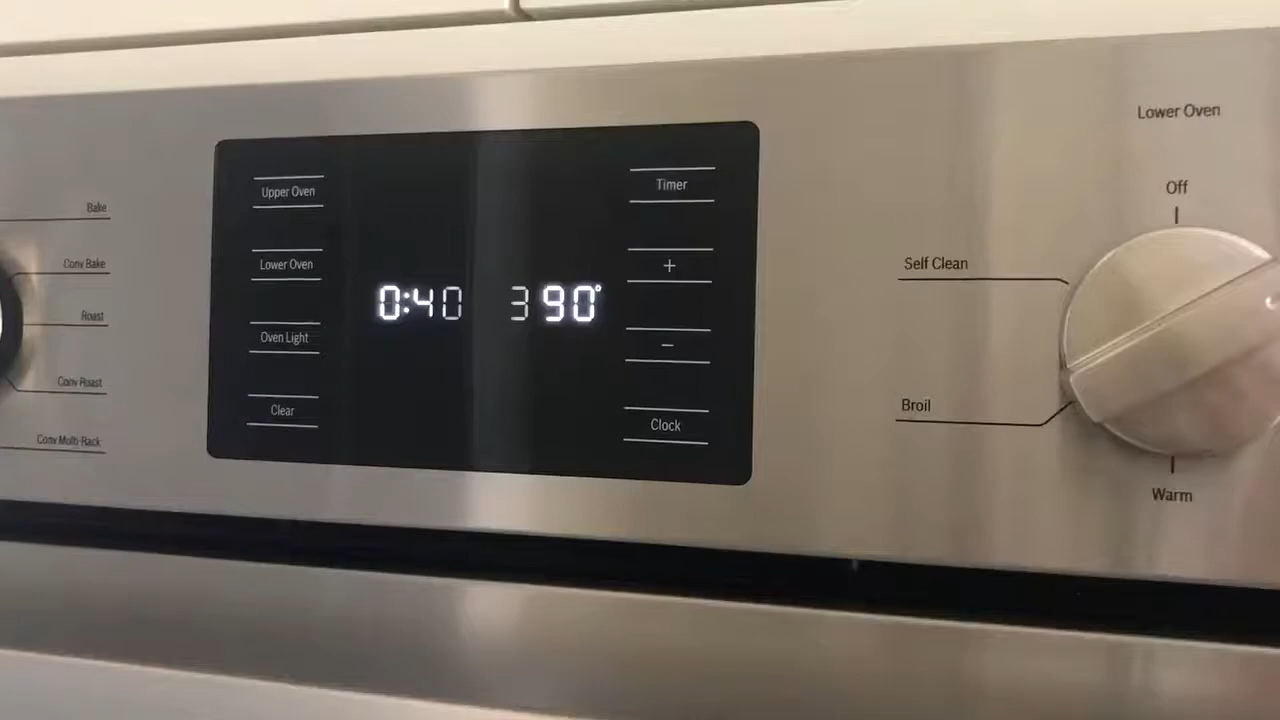 Bake
Conv Bake
Roast
Conv Roast
Conv Multi Rack
Upper Oven
Lower Oven
Oven Light
Clear
0:40 390°
Timer
+
−
Clock
Lower Oven
Off
Self Clean
Broil
Warm